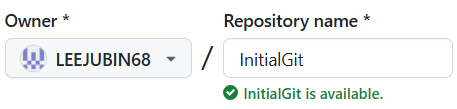 Owner * Repository name *
LEEJUBIN68 / InitialGit
InitialGit is available.